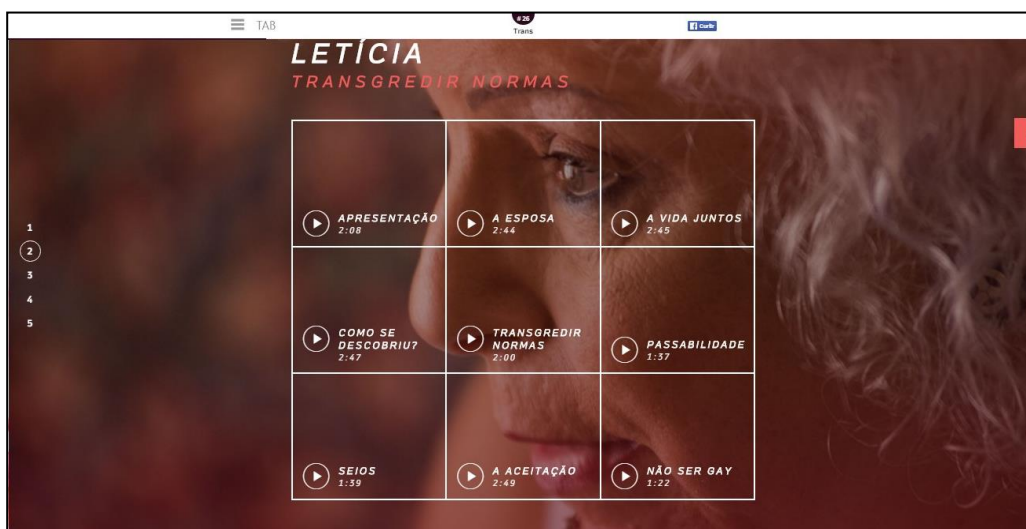 TAB
#26
Trans
Curtir
LETÍCIA
TRANSGREDIR NORMAS
APRESENTAÇÃO
2:08
A ESPOSA
2:44
A VIDA JUNTOS
2:45
1
2
3
4
5
COMO SE
DESCOBRIU?
2:47
TRANSGREDIR
NORMAS
2:00
PASSABILIDADE
1:37
SEIOS
1:39
A ACEITAÇÃO
2:49
NÃO SER GAY
1:22